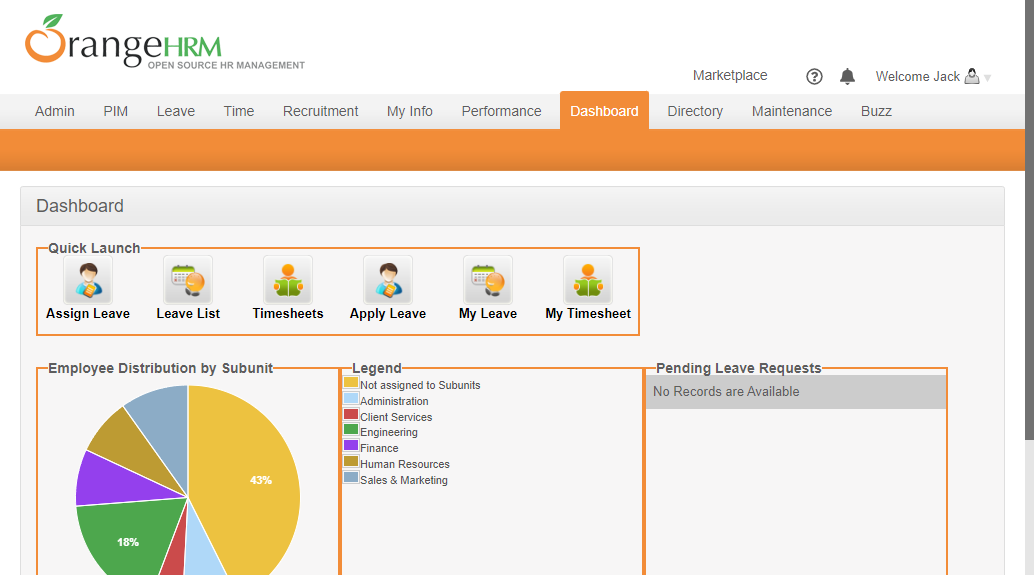 OrangeHRM
OPEN SOURCE HR MANAGEMENT
Marketplace ? Welcome Jack
Admin PIM Leave Time Recruitment My Info Performance Dashboard Directory Maintenance Buzz
Dashboard
Quick Launch
Assign Leave Leave List Timesheets Apply Leave My Leave My Timesheet
Employee Distribution by Subunit
43%
18%
Legend
Not assigned to Subunits
Administration
Client Services
Engineering
Finance
Human Resources
Sales & Marketing
Pending Leave Requests
No Records are Available